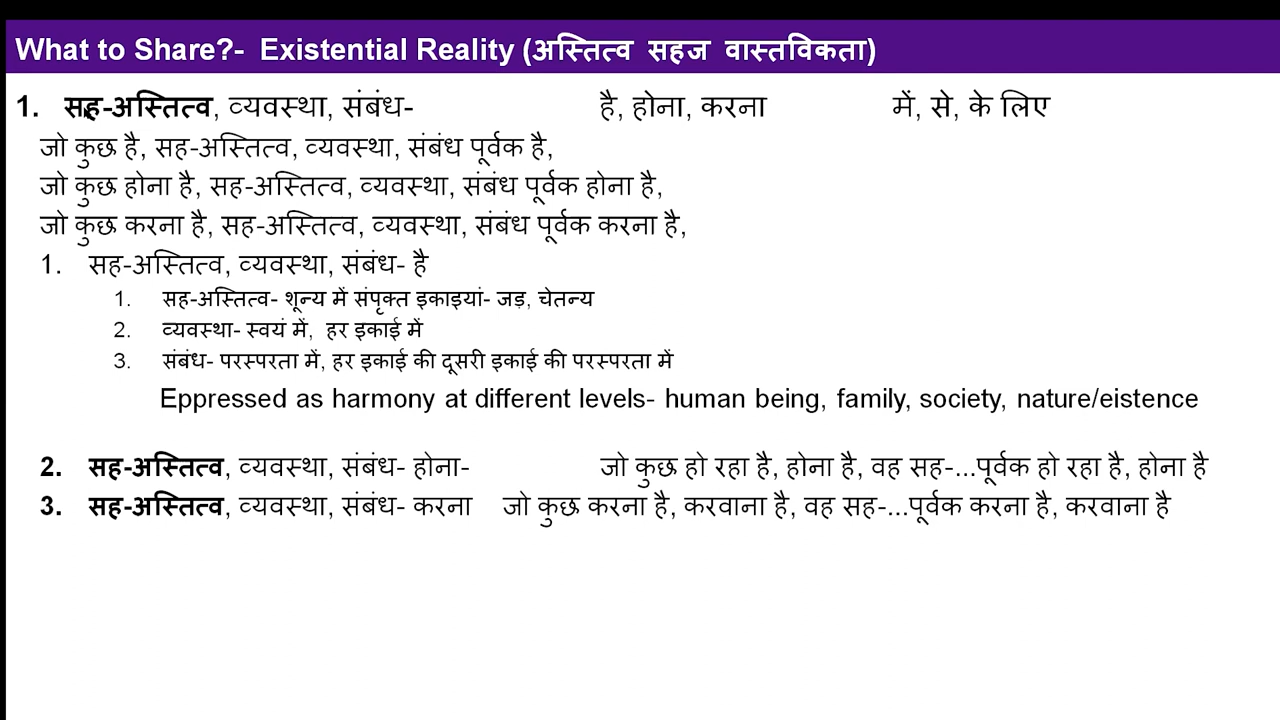 What to Share?- Existential Reality (अस्तित्व सहज वास्तविकता)
1. सह-अस्तित्व, व्यवस्था, संबंध- है, होना, करना में, से, के लिए
जो कुछ है, सह-अस्तित्व, व्यवस्था, संबंध पूर्वक है,
जो कुछ होना है, सह-अस्तित्व, व्यवस्था, संबंध पूर्वक होना है,
जो कुछ करना है, सह-अस्तित्व, व्यवस्था, संबंध पूर्वक करना है,
1. सह-अस्तित्व, व्यवस्था, संबंध- है
1. सह-अस्तित्व- शून्य में संपृक्त इकाइयां- जड़, चेतन्य
2. व्यवस्था- स्वयं में, हर इकाई में
3. संबंध- परस्परता में, हर इकाई की दूसरी इकाई की परस्परता में
Eppressed as harmony at different levels- human being, family, society, nature/eistence
2. सह-अस्तित्व, व्यवस्था, संबंध- होना- जो कुछ हो रहा है, होना है, वह सह-...पूर्वक हो रहा है, होना है
3. सह-अस्तित्व, व्यवस्था, संबंध- करना जो कुछ करना है, करवाना है, वह सह-...पूर्वक करना है, करवाना है